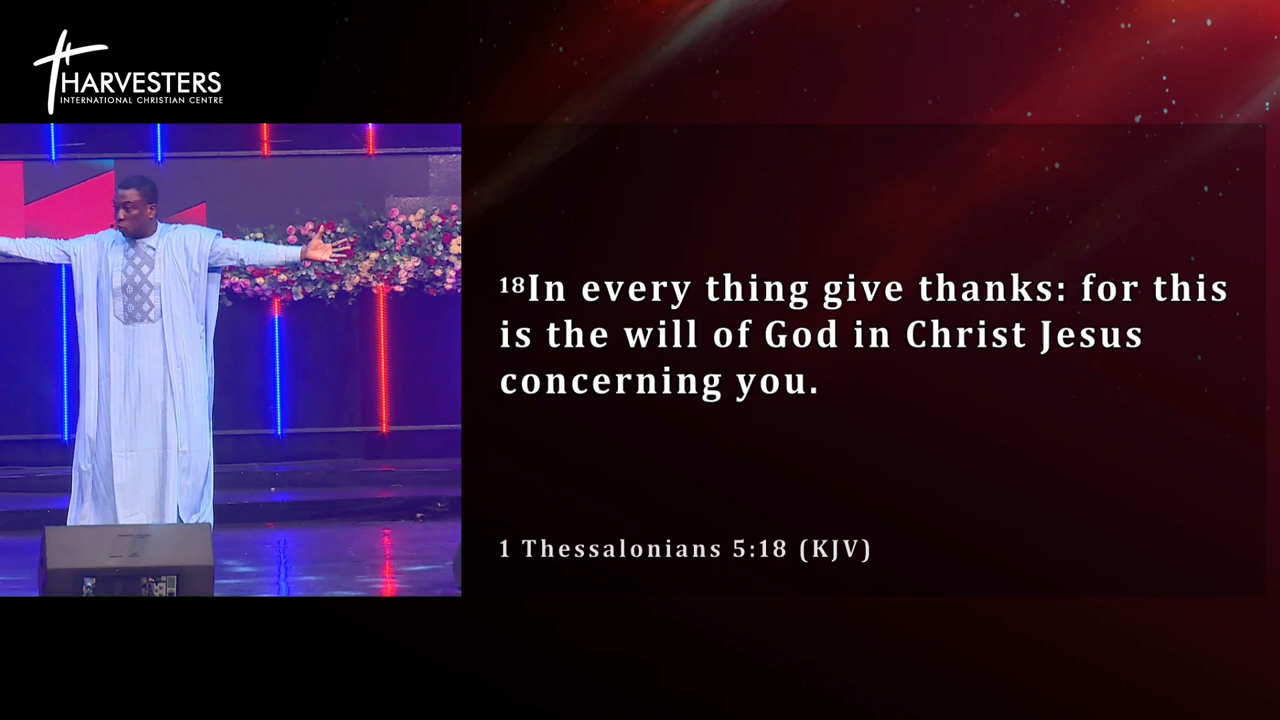 HARVESTERS
INTERNATIONAL CHRISTIAN CENTRE
¹⁸In every thing give thanks: for this
is the will of God in Christ Jesus
concerning you.
1 Thessalonians 5:18 (KJV)